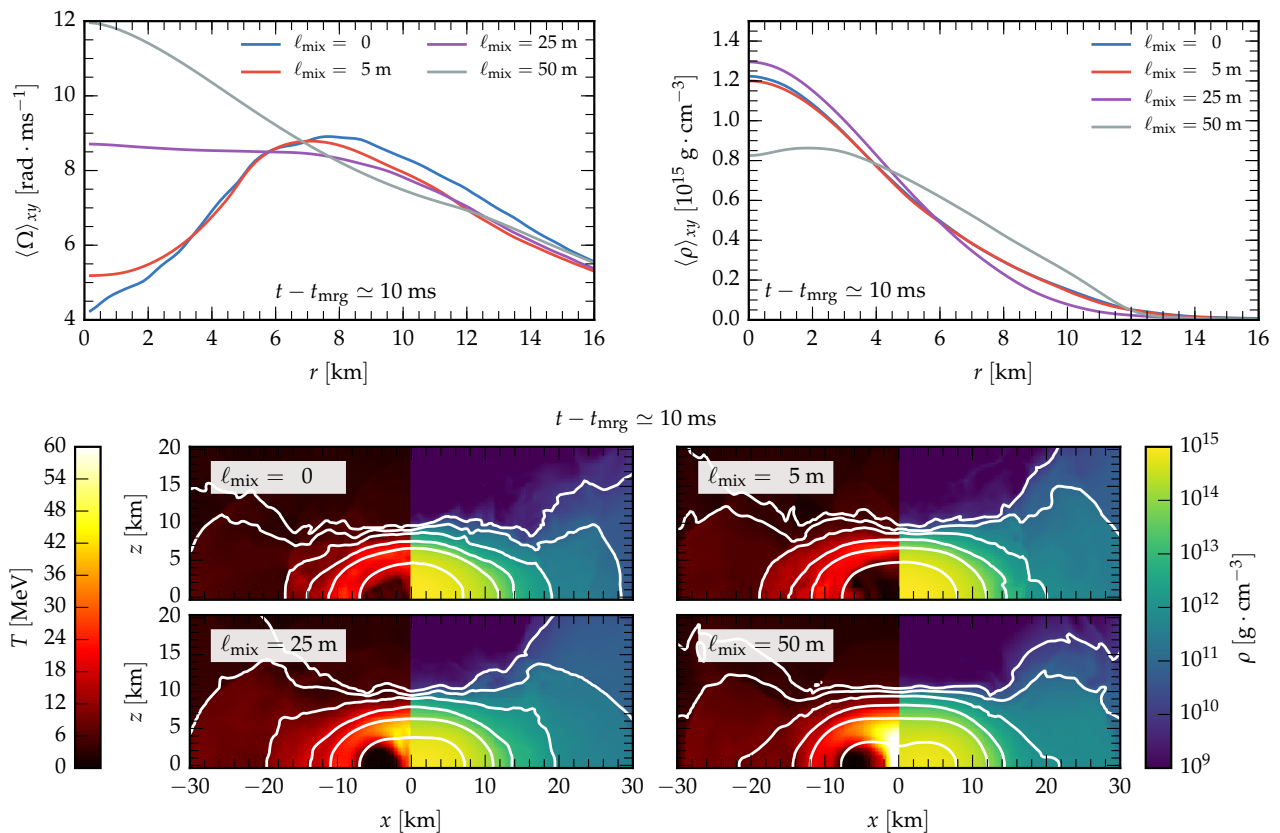 12
10
8
6
4
⟨Ω⟩xy [rad · ms⁻¹]
ℓmix = 0
ℓmix = 5 m
ℓmix = 25 m
ℓmix = 50 m
t − tmrg ≃ 10 ms
0 2 4 6 8 10 12 14 16
r [km]
1.4
1.2
1.0
0.8
0.6
0.4
0.2
0.0
⟨ρ⟩xy [10¹⁵ g · cm⁻³]
ℓmix = 0
ℓmix = 5 m
ℓmix = 25 m
ℓmix = 50 m
t − tmrg ≃ 10 ms
0 2 4 6 8 10 12 14 16
r [km]
t − tmrg ≃ 10 ms
60
54
48
42
36
30
24
18
12
6
0
T [MeV]
20
15
10
5
0
z [km]
ℓmix = 0
ℓmix = 5 m
20
15
10
5
0
z [km]
ℓmix = 25 m
ℓmix = 50 m
−30 −20 −10 0 10 20 30
x [km]
−30 −20 −10 0 10 20 30
x [km]
10¹⁵
10¹⁴
10¹³
10¹²
10¹¹
10¹⁰
10⁹
ρ [g · cm⁻³]